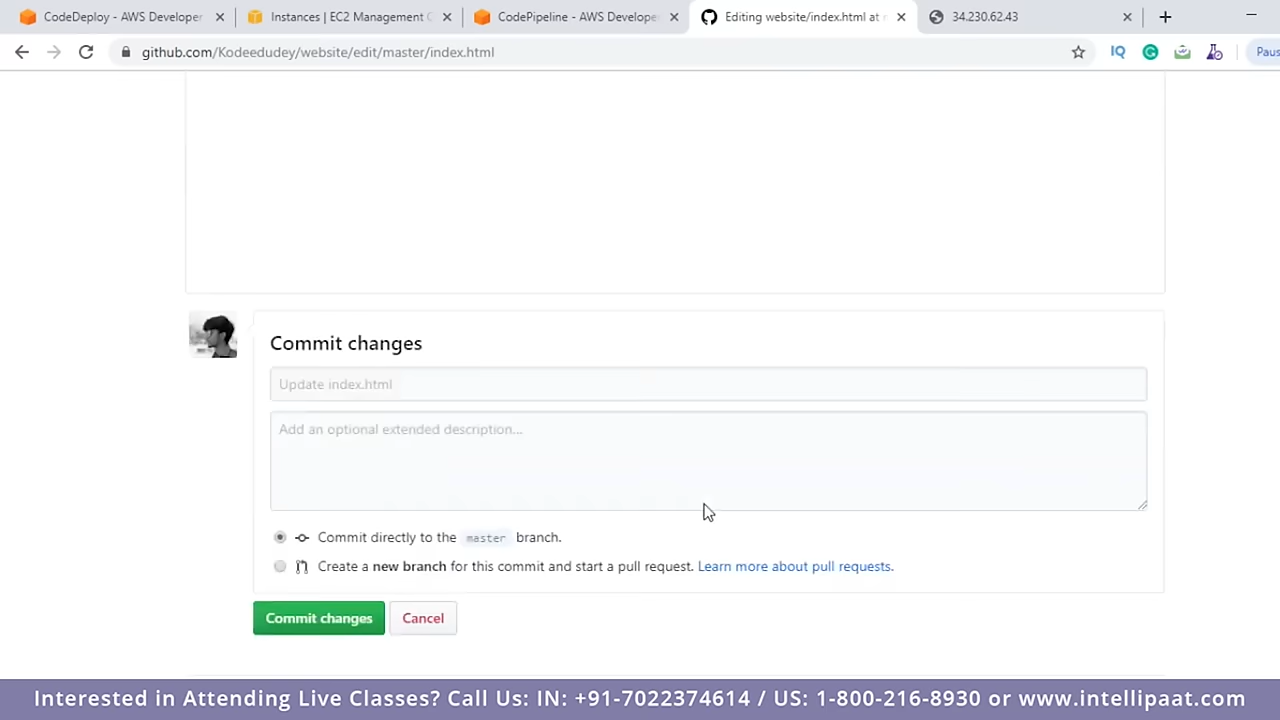 CodeDeploy - AWS Developer
Instances | EC2 Management C
CodePipeline - AWS Develope
Editing website/index.html at
34.230.62.43
github.com/Kodeedudey/website/edit/master/index.html
IQ
Paus
Commit changes
Update index.html
Add an optional extended description...
Commit directly to the master branch.
Create a new branch for this commit and start a pull request. Learn more about pull requests.
Commit changes
Cancel
Interested in Attending Live Classes? Call Us: IN: +91-7022374614 / US: 1-800-216-8930 or www.intellipaat.com